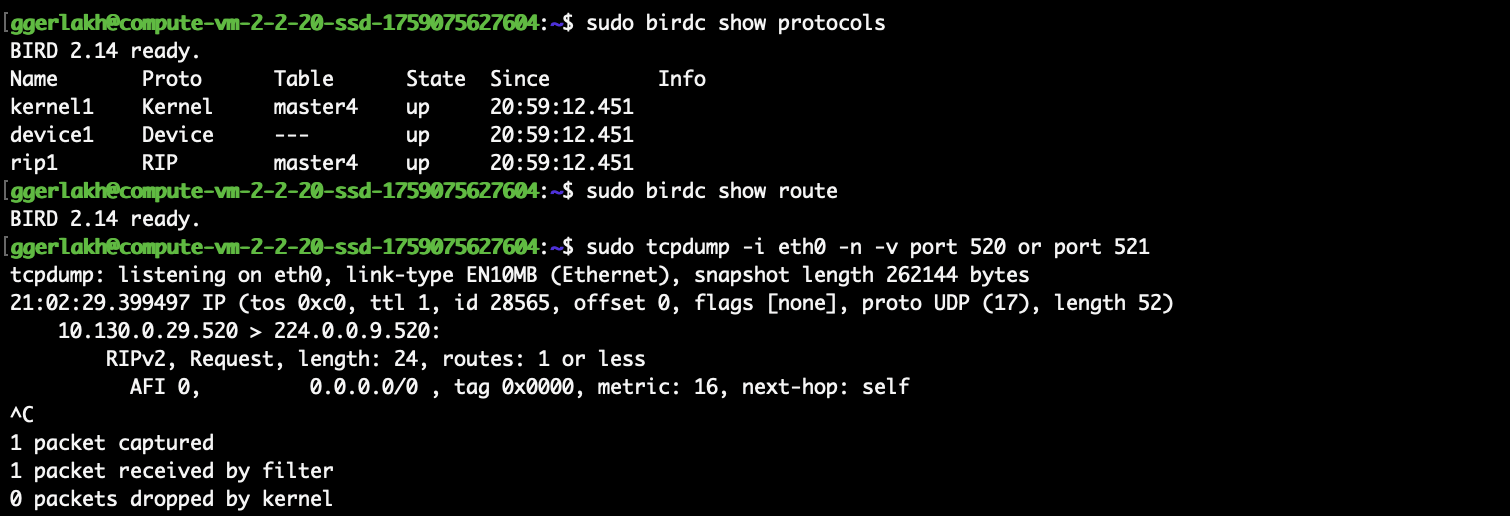 [ggerlakh@compute-vm-2-2-20-ssd-1759075627604:~$ sudo birdc show protocols
BIRD 2.14 ready.
Name       Proto      Table      State  Since         Info
kernel1    Kernel     master4    up     20:59:12.451
device1    Device     ---        up     20:59:12.451
rip1       RIP        master4    up     20:59:12.451
[ggerlakh@compute-vm-2-2-20-ssd-1759075627604:~$ sudo birdc show route
BIRD 2.14 ready.
[ggerlakh@compute-vm-2-2-20-ssd-1759075627604:~$ sudo tcpdump -i eth0 -n -v port 520 or port 521
tcpdump: listening on eth0, link-type EN10MB (Ethernet), snapshot length 262144 bytes
21:02:29.399497 IP (tos 0xc0, ttl 1, id 28565, offset 0, flags [none], proto UDP (17), length 52)
    10.130.0.29.520 > 224.0.0.9.520:
        RIPv2, Request, length: 24, routes: 1 or less
          AFI 0,         0.0.0.0/0 , tag 0x0000, metric: 16, next-hop: self
^C
1 packet captured
1 packet received by filter
0 packets dropped by kernel